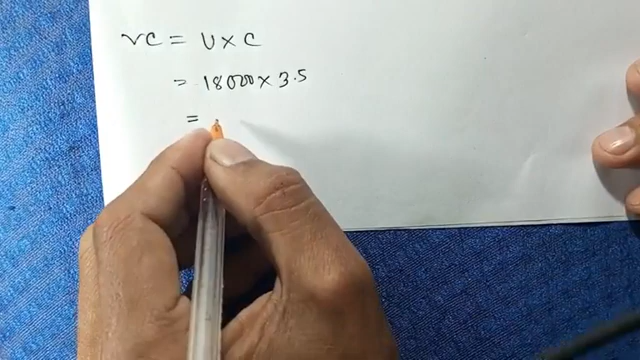 VC = U × C
= 18000 × 3.5
=